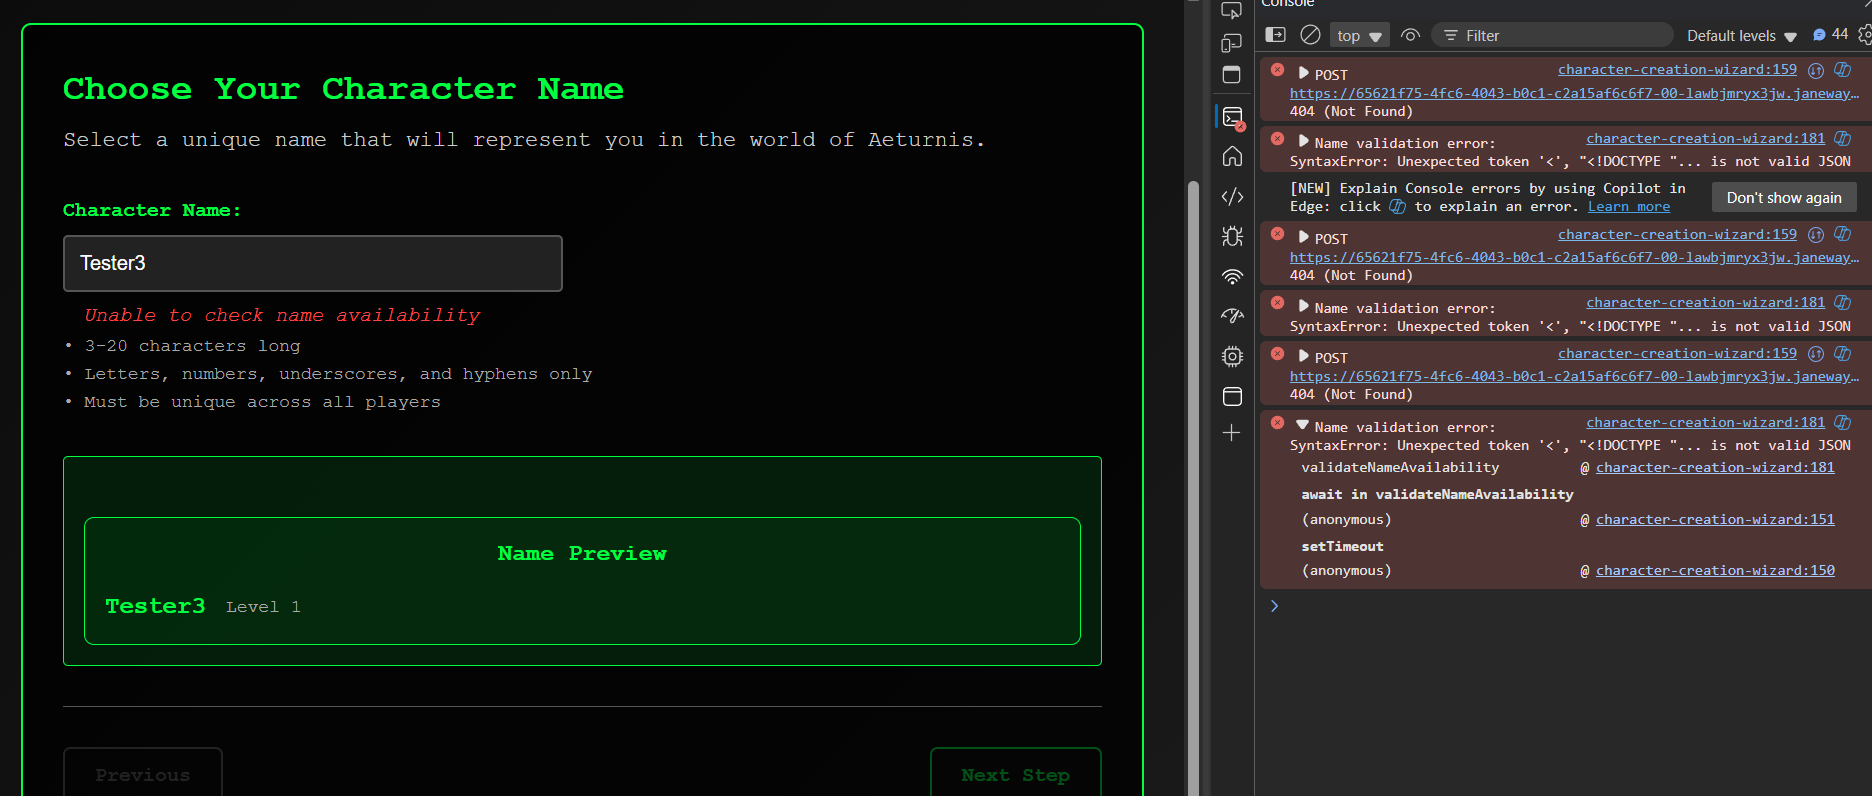 Choose Your Character Name
Select a unique name that will represent you in the world of Aeturnis.
Character Name:
Tester3
Unable to check name availability
• 3-20 characters long
• Letters, numbers, underscores, and hyphens only
• Must be unique across all players
Name Preview
Tester3 Level 1
Previous
Next Step
Console
top
Filter
Default levels
44
POST character-creation-wizard:159
https://65621f75-4fc6-4043-b0c1-c2a15af6c6f7-00-lawbjmryx3jw.janeway…
404 (Not Found)
Name validation error: character-creation-wizard:181
SyntaxError: Unexpected token '<', "<!DOCTYPE "... is not valid JSON
[NEW] Explain Console errors by using Copilot in
Edge: click to explain an error. Learn more
Don't show again
POST character-creation-wizard:159
https://65621f75-4fc6-4043-b0c1-c2a15af6c6f7-00-lawbjmryx3jw.janeway…
404 (Not Found)
Name validation error: character-creation-wizard:181
SyntaxError: Unexpected token '<', "<!DOCTYPE "... is not valid JSON
POST character-creation-wizard:159
https://65621f75-4fc6-4043-b0c1-c2a15af6c6f7-00-lawbjmryx3jw.janeway…
404 (Not Found)
Name validation error: character-creation-wizard:181
SyntaxError: Unexpected token '<', "<!DOCTYPE "... is not valid JSON
validateNameAvailability @ character-creation-wizard:181
await in validateNameAvailability
(anonymous) @ character-creation-wizard:151
setTimeout
(anonymous) @ character-creation-wizard:150